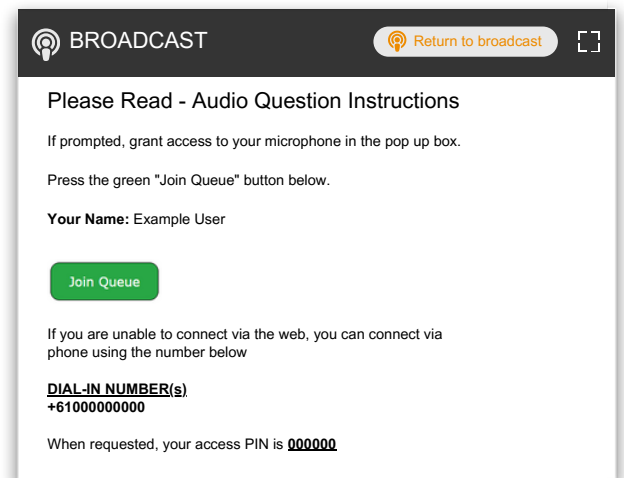 BROADCAST
Return to broadcast
Please Read - Audio Question Instructions
If prompted, grant access to your microphone in the pop up box.
Press the green "Join Queue" button below.
Your Name: Example User
Join Queue
If you are unable to connect via the web, you can connect via
phone using the number below
DIAL-IN NUMBER(s)
+61000000000
When requested, your access PIN is 000000